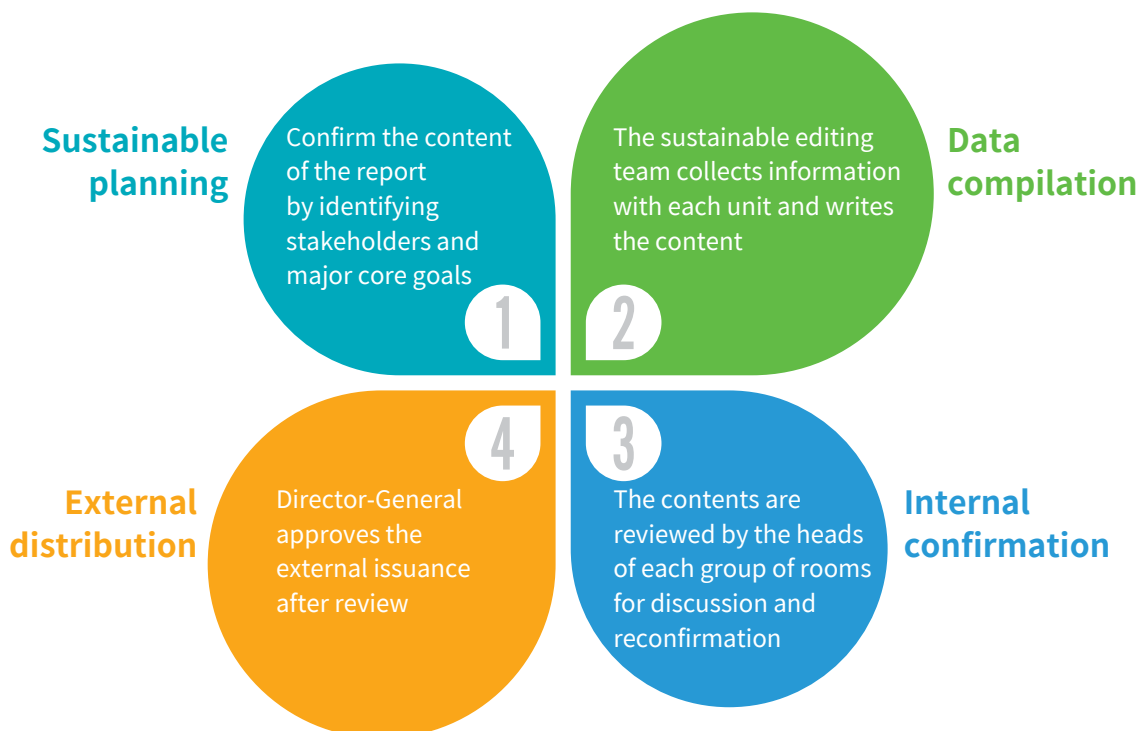 Sustainable
planning
Confirm the content
of the report
by identifying
stakeholders and
major core goals
1
The sustainable editing
team collects information
with each unit and writes
the content
2
Data
compilation
3
The contents are
reviewed by the heads
of each group of rooms
for discussion and
reconfirmation
Internal
confirmation
4
Director-General
approves the
external issuance
after review
External
distribution